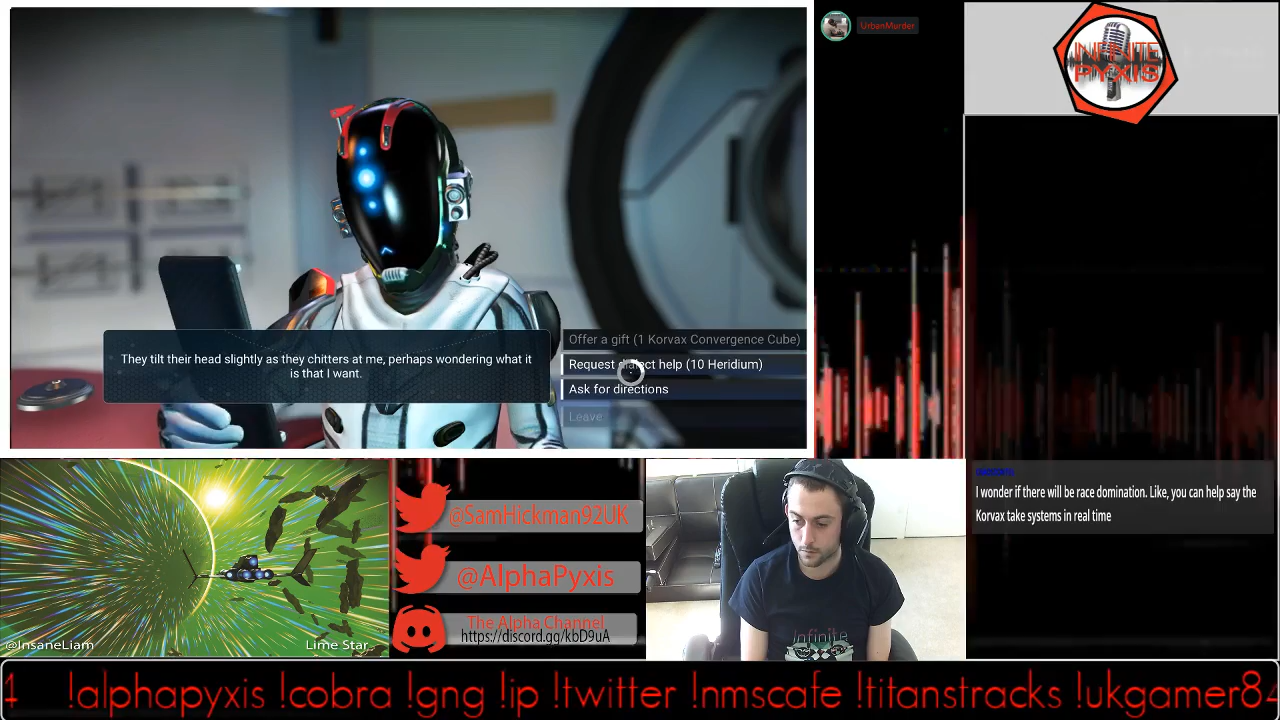 UrbanMurder
INFINITE
PYXIS
Offer a gift (1 Korvax Convergence Cube)
Request dialect help (10 Heridium)
Ask for directions
Leave
They tilt their head slightly as they chitters at me, perhaps wondering what it
is that I want.
I wonder if there will be race domination. Like, you can help say the
Korvax take systems in real time
@SamHickman92UK
@AlphaPyxis
The Alpha Channel
https://discord.gg/kbD9uA
@InsaneLiam
Lime Star
Infinite
!alphapyxis !cobra !gng !ip !twitter !nmscafe !titanstracks !ukgamer84